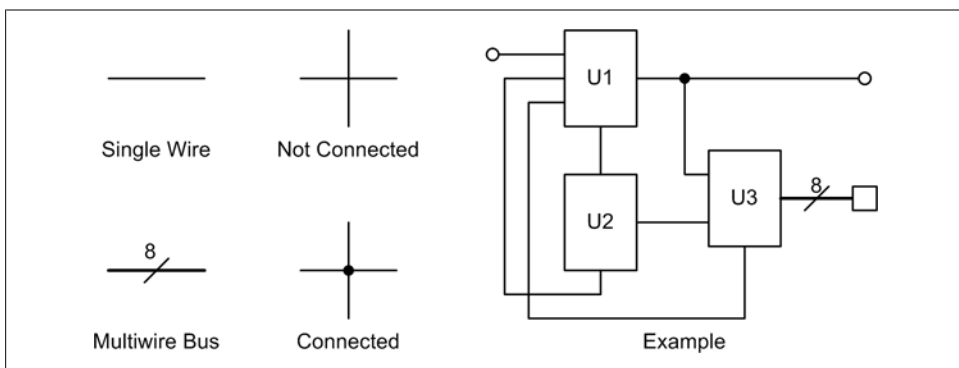 Single Wire
Not Connected
8
Multiwire Bus
Connected
U1
U2
U3
8
Example